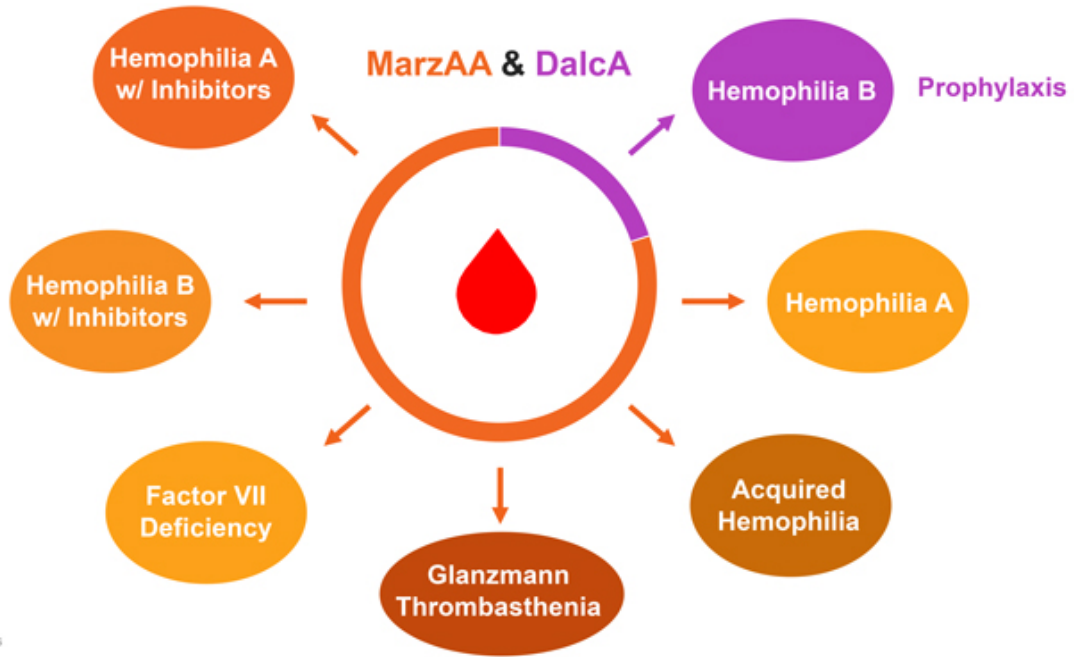 Hemophilia A
w/ Inhibitors
MarzAA & DalcA
Hemophilia B
Prophylaxis
Hemophilia B
w/ Inhibitors
Hemophilia A
Factor VII
Deficiency
Acquired
Hemophilia
Glanzmann
Thrombasthenia